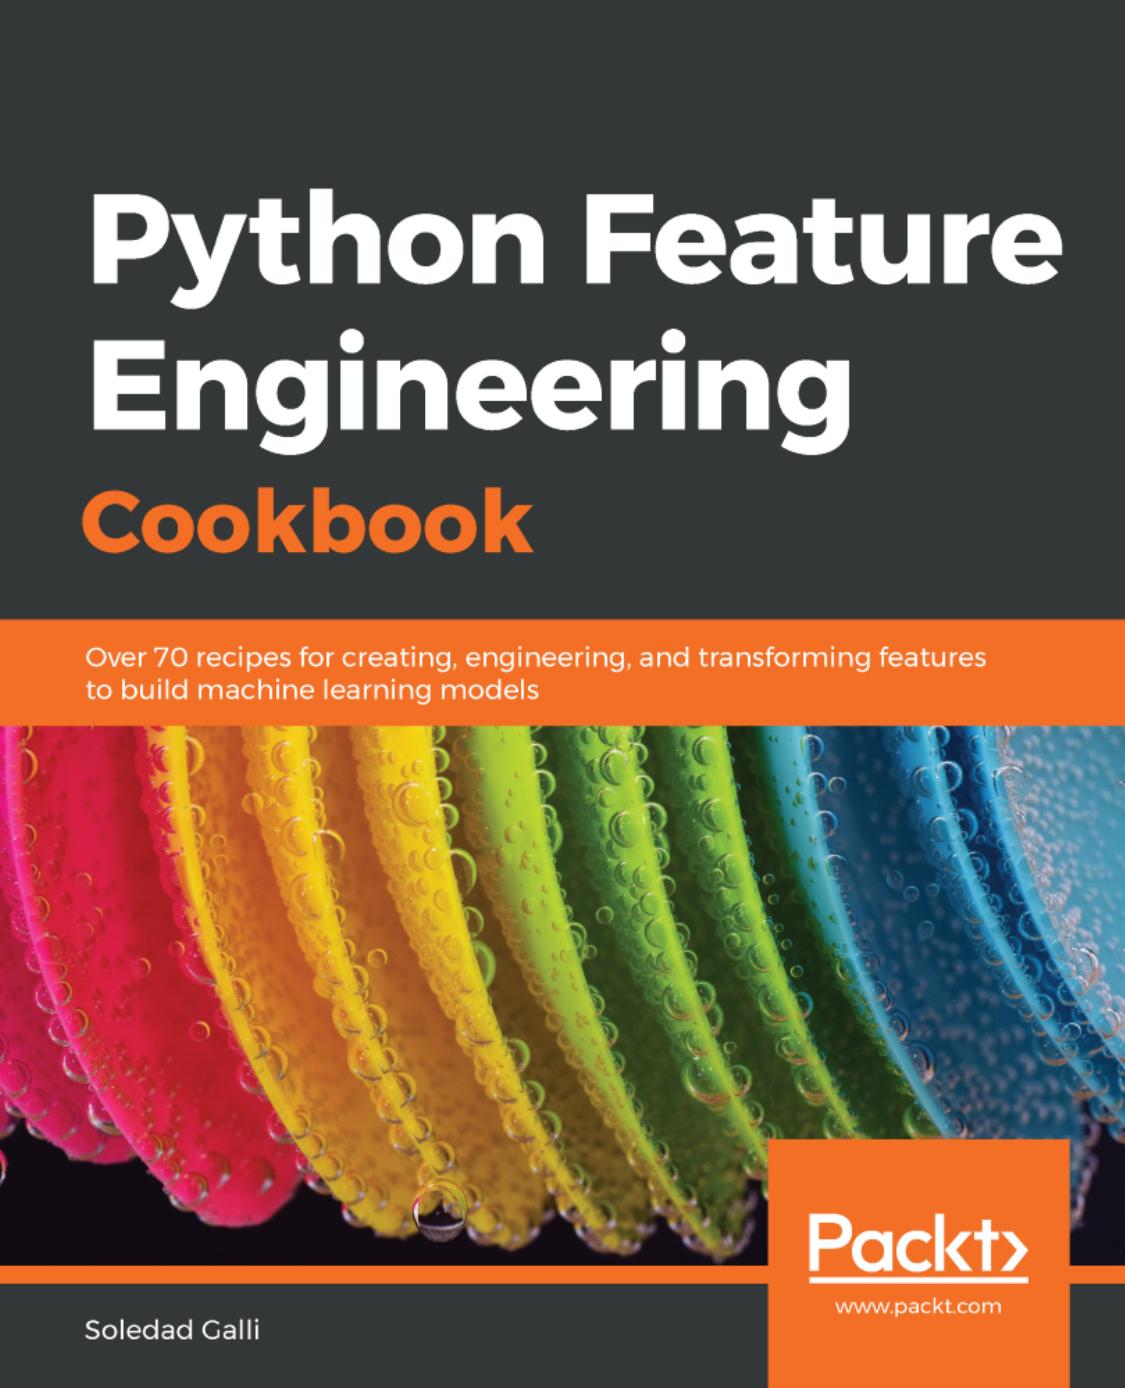 Python Feature
Engineering
Cookbook
Over 70 recipes for creating, engineering, and transforming features
to build machine learning models
Packt>
www.packt.com
Soledad Galli